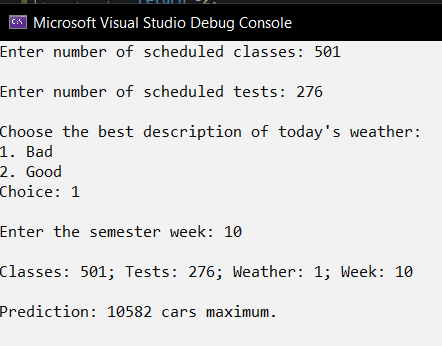 return -2;
Microsoft Visual Studio Debug Console
Enter number of scheduled classes: 501
Enter number of scheduled tests: 276
Choose the best description of today's weather:
1. Bad
2. Good
Choice: 1
Enter the semester week: 10
Classes: 501; Tests: 276; Weather: 1; Week: 10
Prediction: 10582 cars maximum.